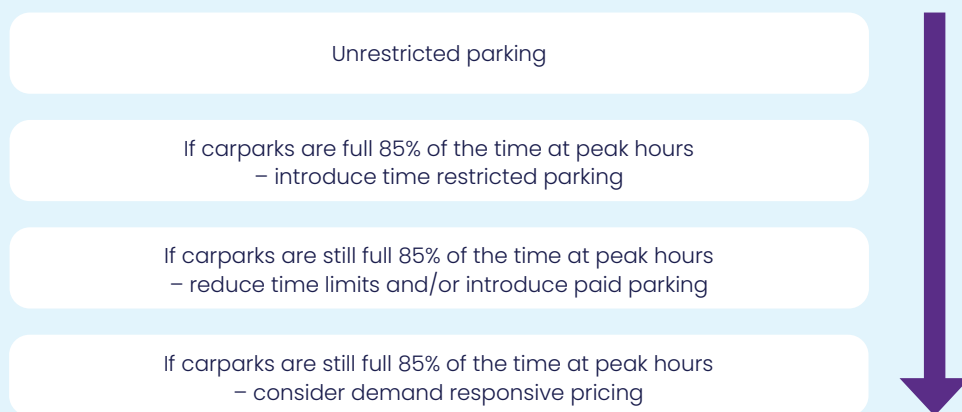 Unrestricted parking
If carparks are full 85% of the time at peak hours
– introduce time restricted parking
If carparks are still full 85% of the time at peak hours
– reduce time limits and/or introduce paid parking
If carparks are still full 85% of the time at peak hours
– consider demand responsive pricing